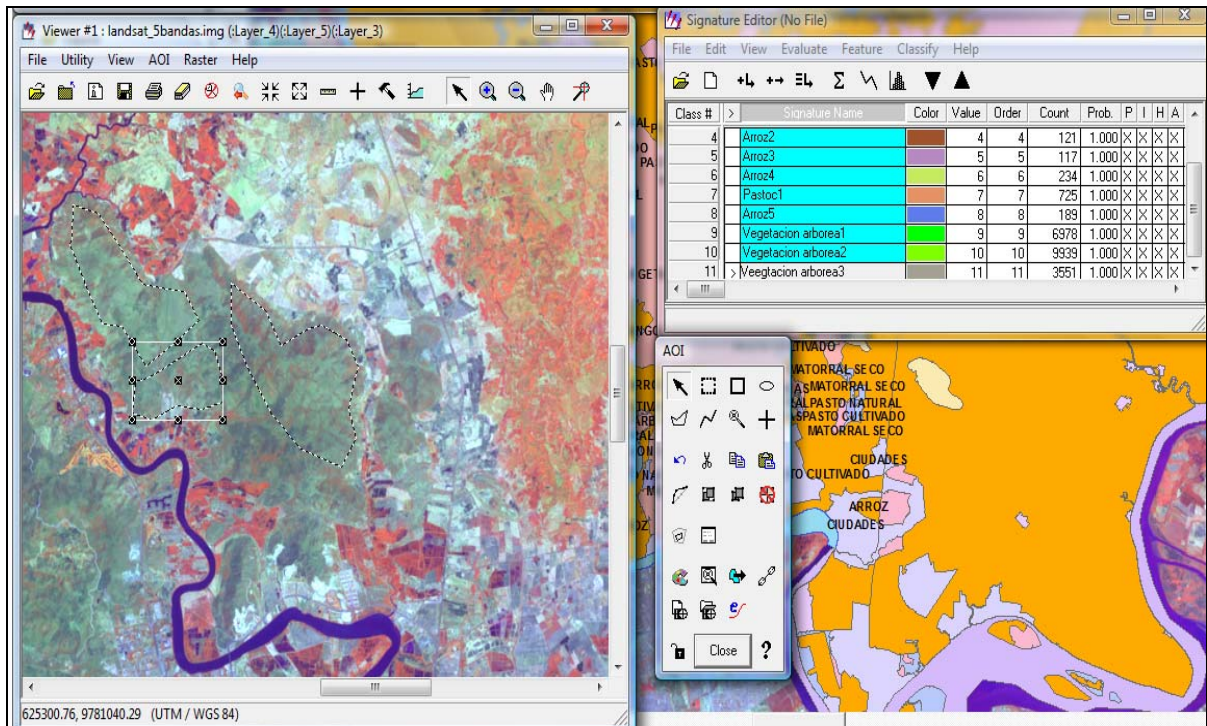 Viewer #1 : landsat_5bandas.img (:Layer_4)(:Layer_5)(:Layer_3)
File Utility View AOI Raster Help
625300.76, 9781040.29 (UTM / WGS 84)
Signature Editor (No File)
File Edit View Evaluate Feature Classify Help
Class # > Signature Name Color Value Order Count Prob. P I H A
4 Arroz2 4 4 121 1.000 X X X X
5 Arroz3 5 5 117 1.000 X X X X
6 Arroz4 6 6 234 1.000 X X X X
7 Pastoc1 7 7 725 1.000 X X X X
8 Arroz5 8 8 189 1.000 X X X X
9 Vegetacion arborea1 9 9 6978 1.000 X X X X
10 Vegetacion arborea2 10 10 9939 1.000 X X X X
11 > Veegtacion arborea3 11 11 3551 1.000 X X X X
AOI
Close ?
MATORRAL SECO
MATORRAL SECO
PASTO NATURAL
PASTO CULTIVADO
MATORRAL SECO
CIUDADES
CULTIVADO
ARROZ
CIUDADES